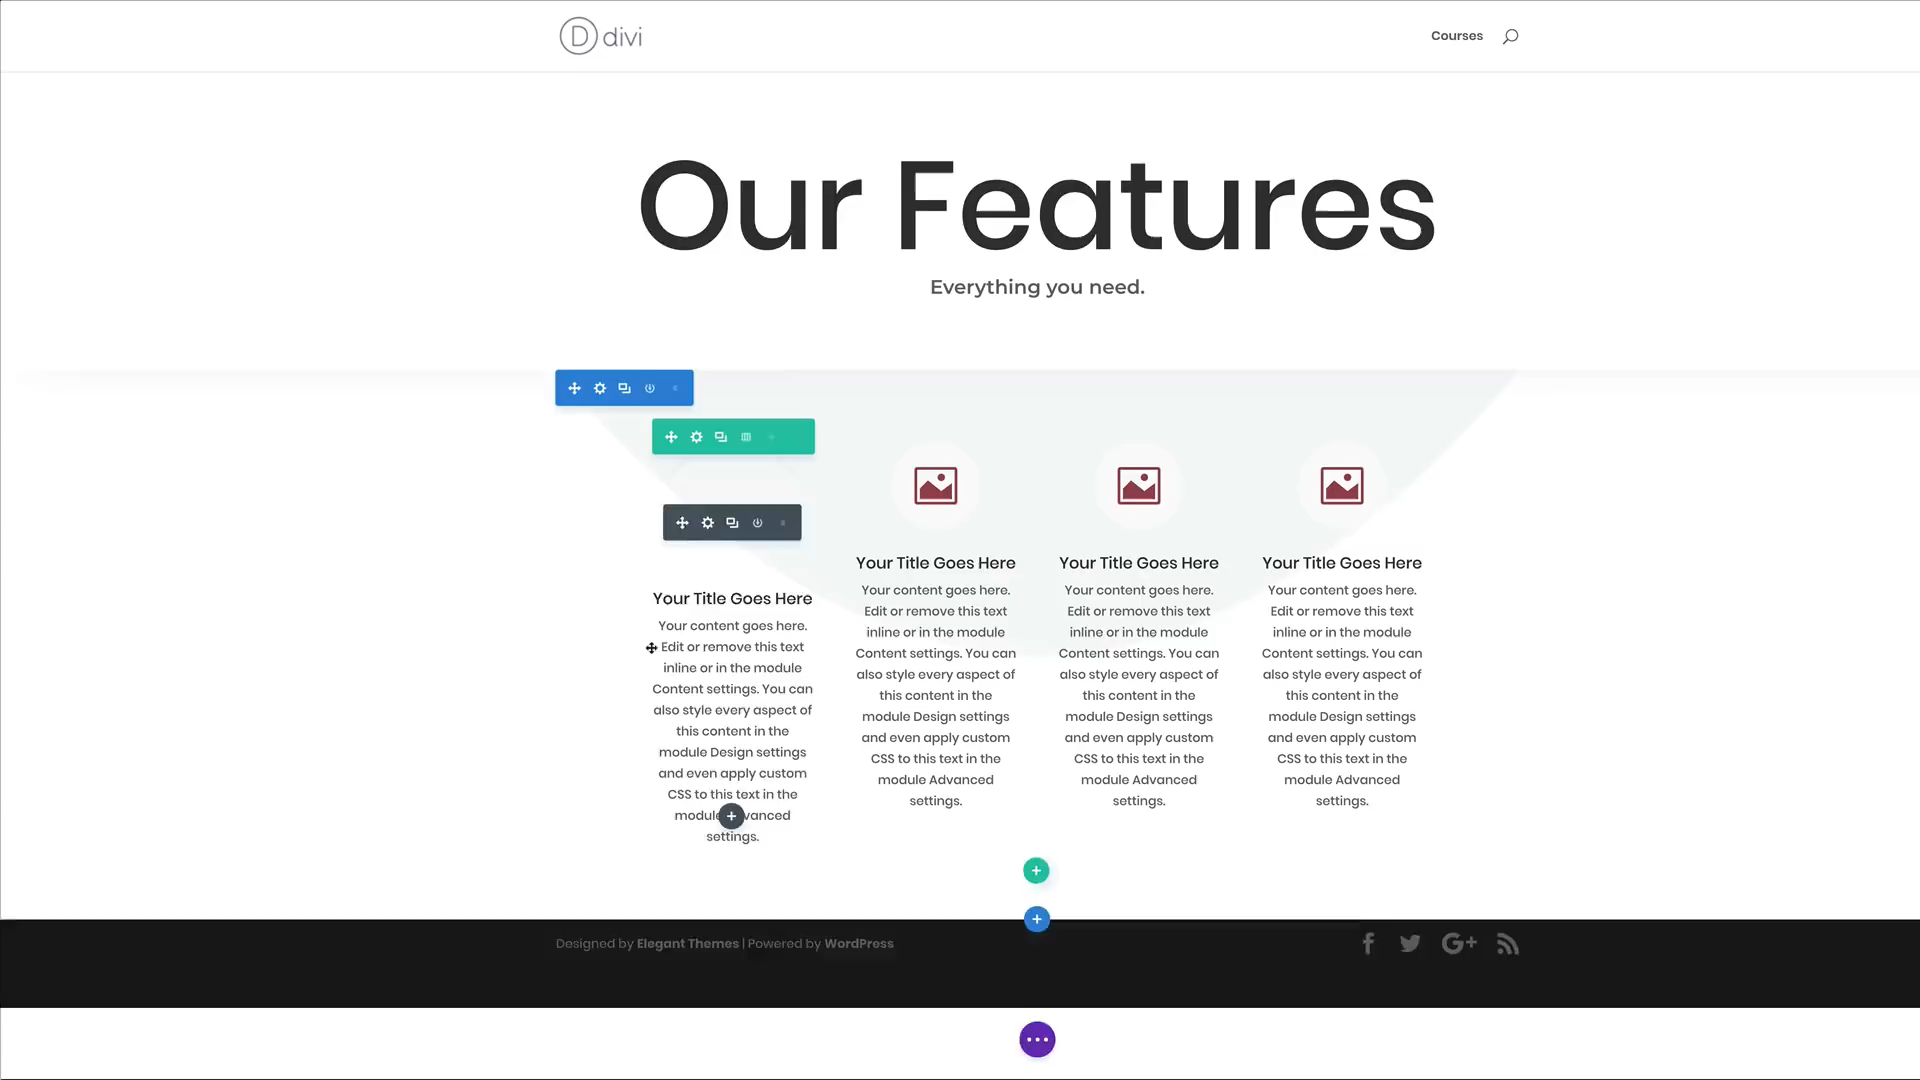 D divi
Courses
Our Features
Everything you need.
Your Title Goes Here
Your content goes here.
Edit or remove this text
inline or in the module
Content settings. You can
also style every aspect of
this content in the
module Design settings
and even apply custom
CSS to this text in the
settings.
Your Title Goes Here
Your content goes here.
Edit or remove this text
inline or in the module
Content settings. You can
also style every aspect of
this content in the
module Design settings
and even apply custom
CSS to this text in the
module Advanced
settings.
Your Title Goes Here
Your content goes here.
Edit or remove this text
inline or in the module
Content settings. You can
also style every aspect of
this content in the
module Design settings
and even apply custom
CSS to this text in the
module Advanced
settings.
Your Title Goes Here
Your content goes here.
Edit or remove this text
inline or in the module
Content settings. You can
also style every aspect of
this content in the
module Design settings
and even apply custom
CSS to this text in the
module Advanced
settings.
Designed by Elegant Themes | Powered by WordPress